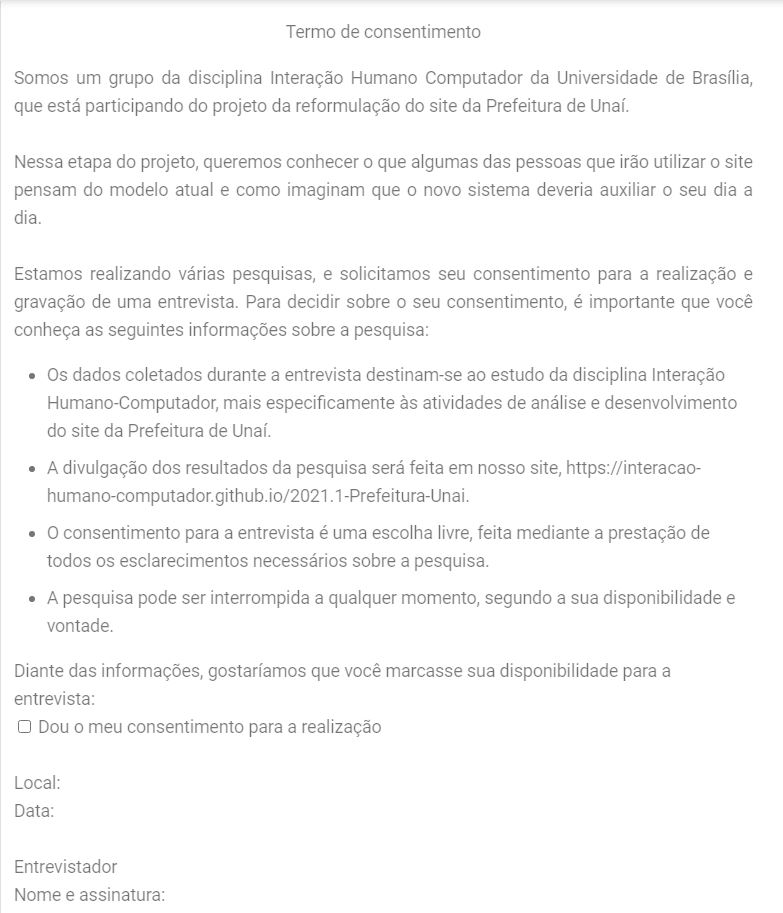 Termo de consentimento
Somos um grupo da disciplina Interação Humano Computador da Universidade de Brasília,
que está participando do projeto da reformulação do site da Prefeitura de Unaí.
Nessa etapa do projeto, queremos conhecer o que algumas das pessoas que irão utilizar o site
pensam do modelo atual e como imaginam que o novo sistema deveria auxiliar o seu dia a
dia.
Estamos realizando várias pesquisas, e solicitamos seu consentimento para a realização e
gravação de uma entrevista. Para decidir sobre o seu consentimento, é importante que você
conheça as seguintes informações sobre a pesquisa:
• Os dados coletados durante a entrevista destinam-se ao estudo da disciplina Interação
Humano-Computador, mais especificamente às atividades de análise e desenvolvimento
do site da Prefeitura de Unaí.
• A divulgação dos resultados da pesquisa será feita em nosso site, https://interacao-
humano-computador.github.io/2021.1-Prefeitura-Unai.
• O consentimento para a entrevista é uma escolha livre, feita mediante a prestação de
todos os esclarecimentos necessários sobre a pesquisa.
• A pesquisa pode ser interrompida a qualquer momento, segundo a sua disponibilidade e
vontade.
Diante das informações, gostaríamos que você marcasse sua disponibilidade para a
entrevista:
☐ Dou o meu consentimento para a realização
Local:
Data:
Entrevistador
Nome e assinatura: